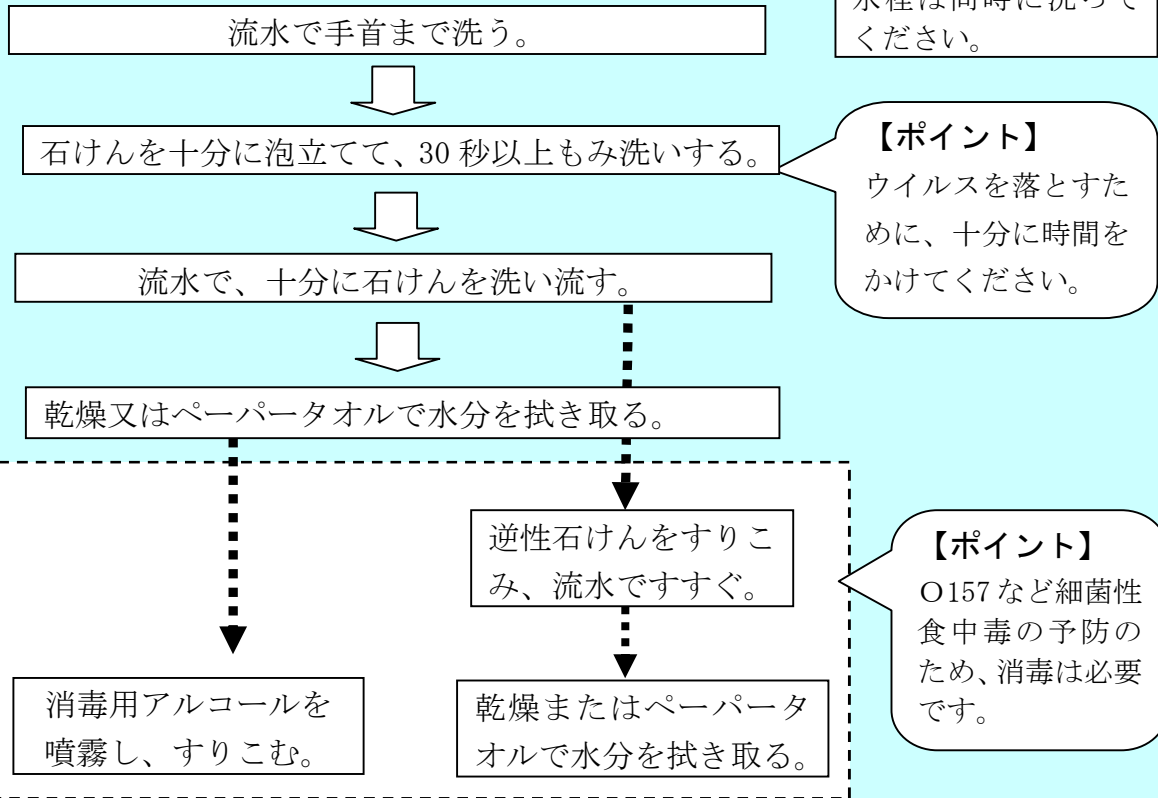 流水で手首まで洗う。
ください。
石けんを十分に泡立てて、30秒以上もみ洗いする。
【ポイント】
ウイルスを落とすた
めに、十分に時間を
かけてください。
流水で、十分に石けんを洗い流す。
乾燥又はペーパータオルで水分を拭き取る。
逆性石けんをすりこ
み、流水ですすぐ。
【ポイント】
O157など細菌性
食中毒の予防の
ため、消毒は必要
です。
消毒用アルコールを
噴霧し、すりこむ。
乾燥またはペーパータ
オルで水分を拭き取る。